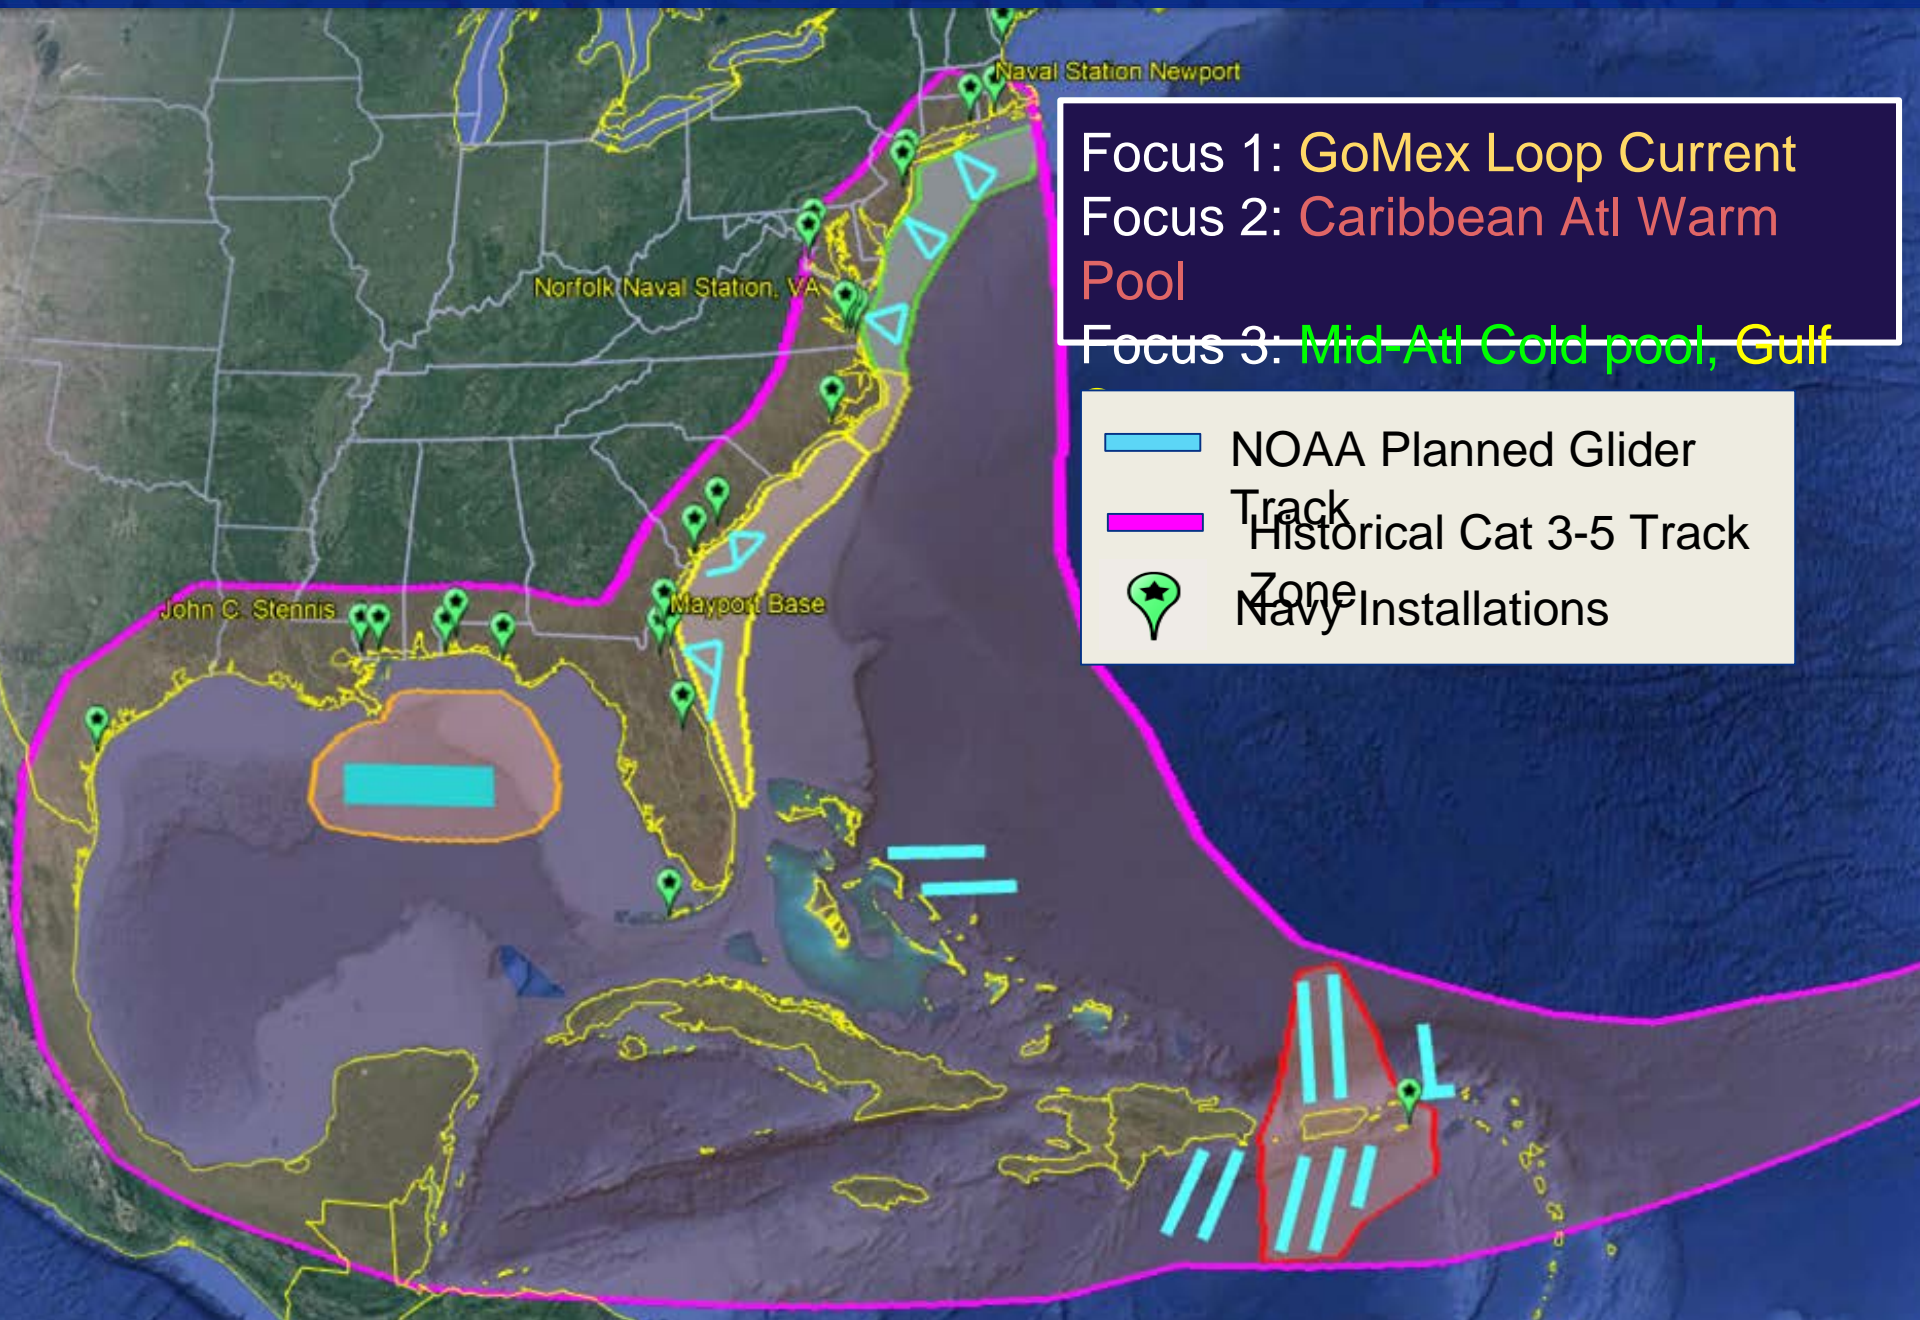 Naval Station Newport
Focus 1: GoMex Loop Current
Focus 2: Caribbean Atl Warm
Pool
Focus 3: Mid-Atl Cold pool, Gulf
Norfolk Naval Station, VA
NOAA Planned Glider
Track
Historical Cat 3-5 Track
Zone
Navy Installations
John C. Stennis
Mayport Base